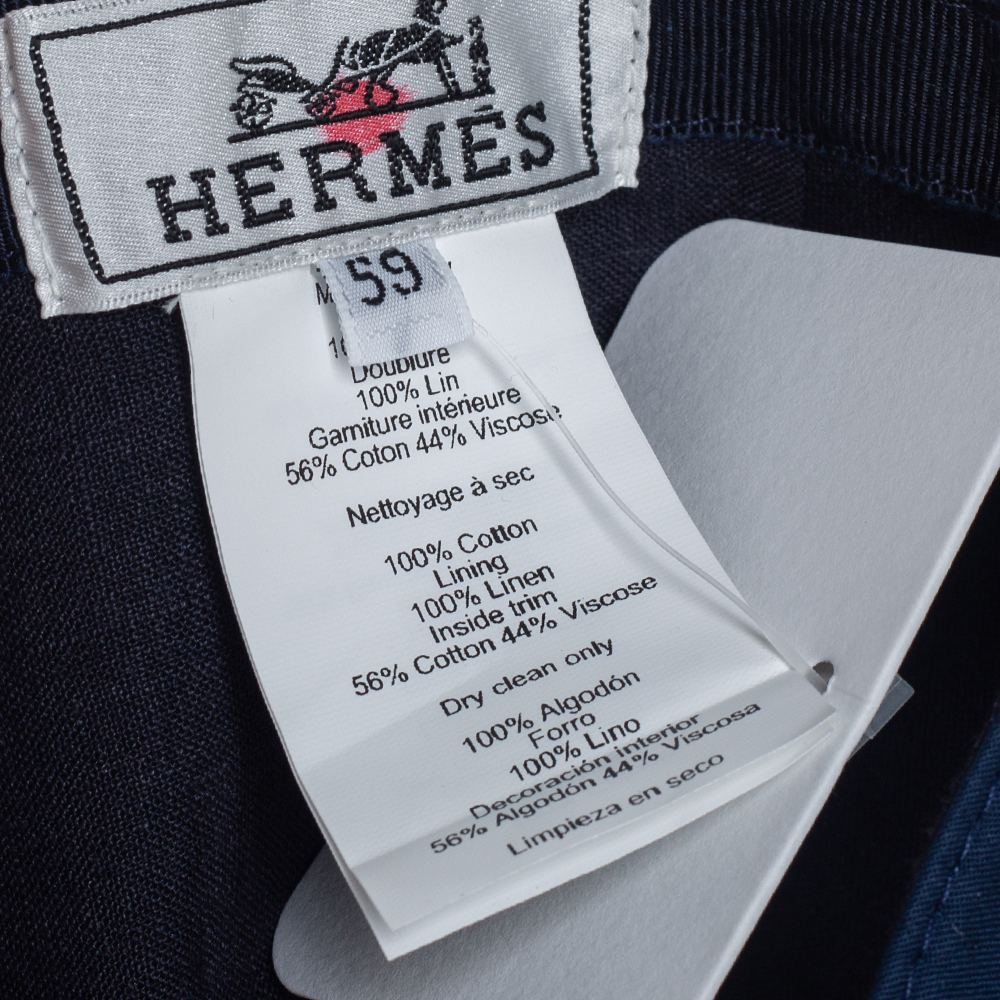 HERMÈS
59
Doublure
100% Lin
Garniture intérieure
56% Coton 44% Viscose
Nettoyage à sec
100% Cotton
Lining
100% Linen
Inside trim
56% Cotton 44% Viscose
Dry clean only
100% Algodón
Forro
100% Lino
Decoración interior
56% Algodón 44% Viscosa
Limpieza en seco